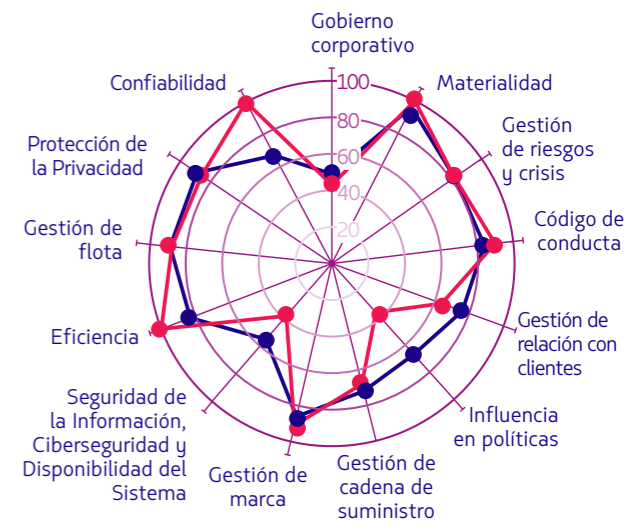 Gobierno
corporativo
Materialidad
Gestión
de riesgos
y crisis
Código de
conducta
Gestión de
relación con
clientes
Influencia
en políticas
Gestión de
cadena de
suministro
Gestión de
marca
Seguridad de
la Información,
Ciberseguridad y
Disponibilidad del
Sistema
Eficiencia
Gestión de
flota
Protección de
la Privacidad
Confiabilidad
100
80
60
40
20